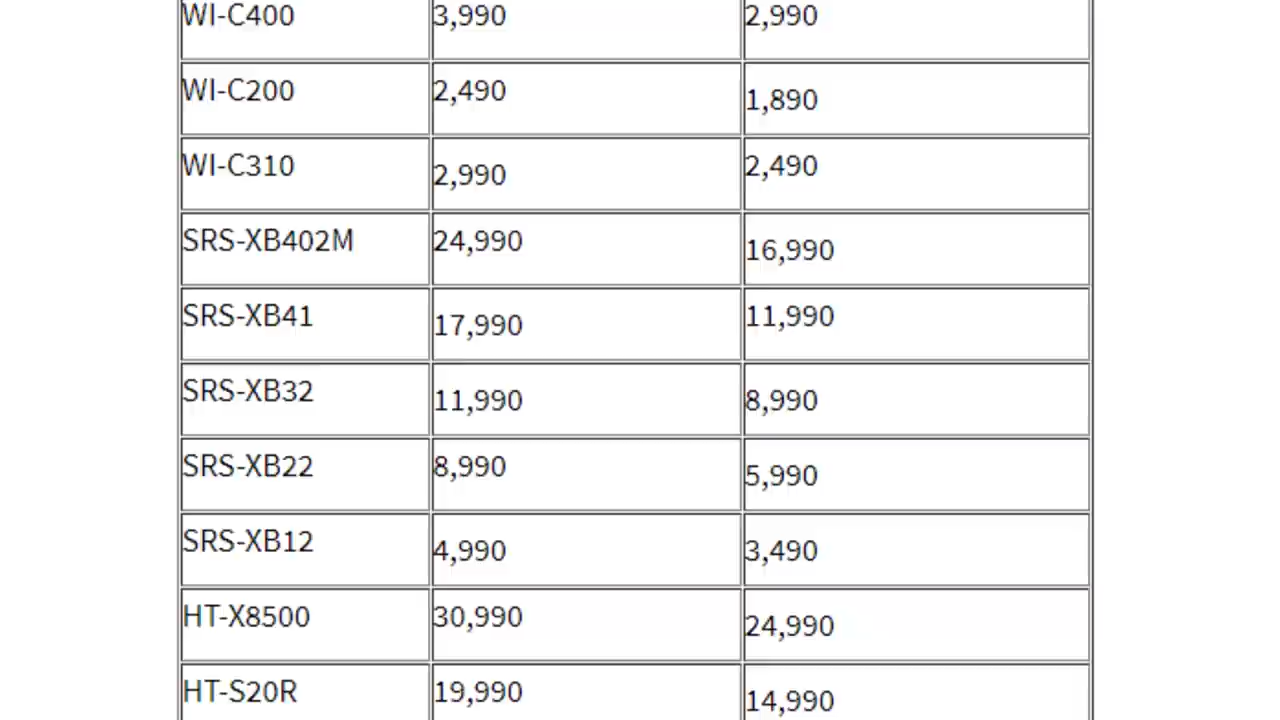 WI-C400 3,990 2,990
WI-C200 2,490 1,890
WI-C310 2,990 2,490
SRS-XB402M 24,990 16,990
SRS-XB41 17,990 11,990
SRS-XB32 11,990 8,990
SRS-XB22 8,990 5,990
SRS-XB12 4,990 3,490
HT-X8500 30,990 24,990
HT-S20R 19,990 14,990